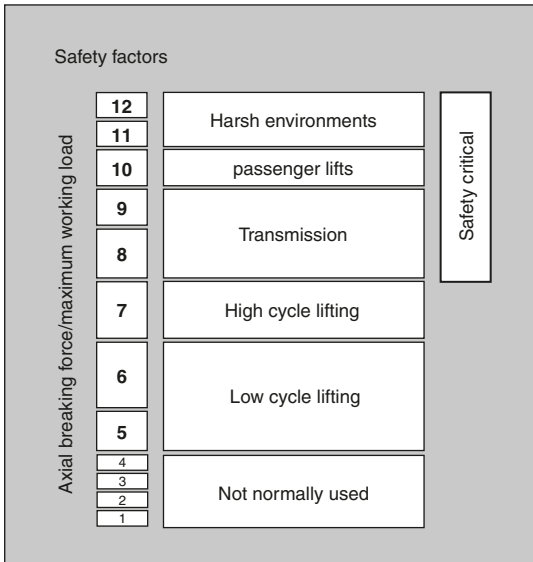 Safety factors
Axial breaking force/maximum working load
12
11
Harsh environments
10
passenger lifts
9
8
Transmission
7
High cycle lifting
6
5
Low cycle lifting
4
3
2
1
Not normally used
Safety critical